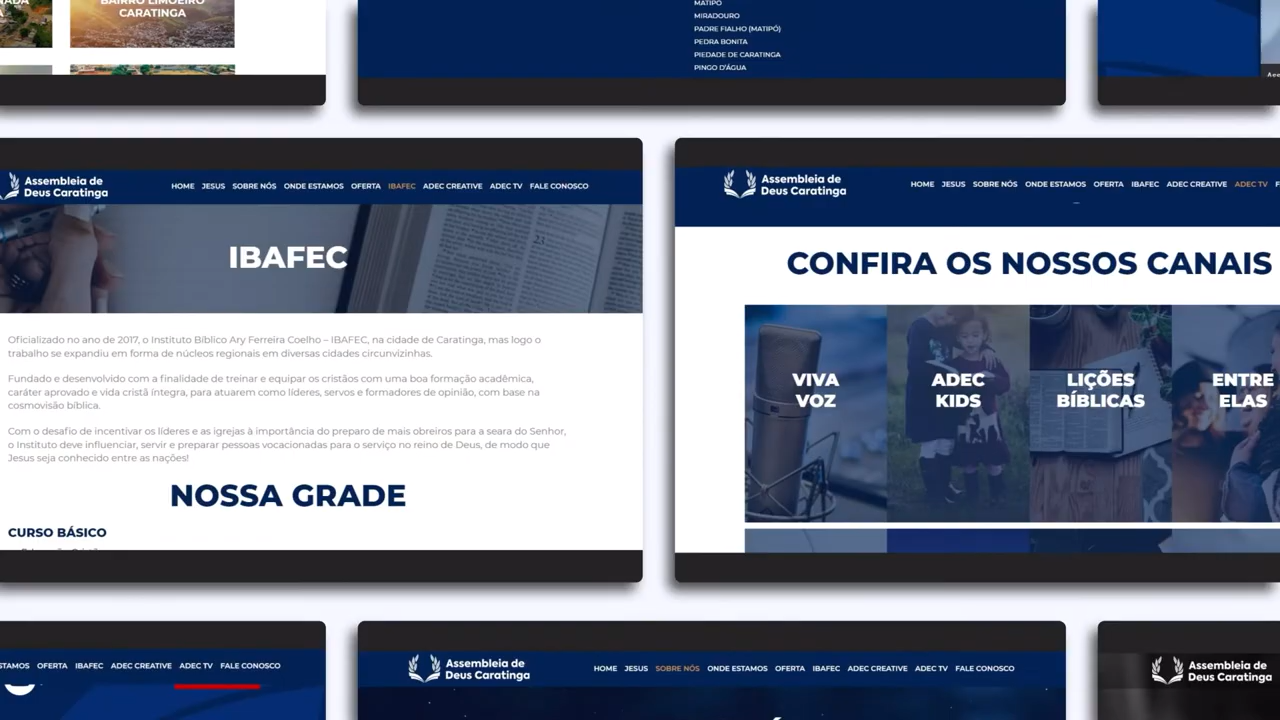 BAIRRO LIMOEIRO
CARATINGA
MATIPÓ
MIRADOURO
PADRE FIALHO (MATIPÓ)
PEDRA BONITA
PIEDADE DE CARATINGA
PINGO D'ÁGUA
Assembleia de
Deus Caratinga
HOME JESUS SOBRE NÓS ONDE ESTAMOS OFERTA IBAFEC ADEC CREATIVE ADEC TV FALE CONOSCO
IBAFEC
Oficializado no ano de 2017, o Instituto Bíblico Ary Ferreira Coelho – IBAFEC, na cidade de Caratinga, mas logo o
trabalho se expandiu em forma de núcleos regionais em diversas cidades circunvizinhas.
Fundado e desenvolvido com a finalidade de treinar e equipar os cristãos com uma boa formação acadêmica,
caráter aprovado e vida cristã íntegra, para atuarem como líderes, servos e formadores de opinião, com base na
cosmovisão bíblica.
Com o desafio de incentivar os líderes e as igrejas à importância do preparo de mais obreiros para a seara do Senhor,
o Instituto deve influenciar, servir e preparar pessoas vocacionadas para o serviço no reino de Deus, de modo que
Jesus seja conhecido entre as nações!
NOSSA GRADE
CURSO BÁSICO
Assembleia de
Deus Caratinga
HOME JESUS SOBRE NÓS ONDE ESTAMOS OFERTA IBAFEC ADEC CREATIVE ADEC TV
CONFIRA OS NOSSOS CANAIS
VIVA
VOZ
ADEC
KIDS
LIÇÕES
BÍBLICAS
ENTRE
ELAS
STAMOS OFERTA IBAFEC ADEC CREATIVE ADEC TV FALE CONOSCO
Assembleia de
Deus Caratinga
HOME JESUS SOBRE NÓS ONDE ESTAMOS OFERTA IBAFEC ADEC CREATIVE ADEC TV FALE CONOSCO
Assembleia de
Deus Caratinga